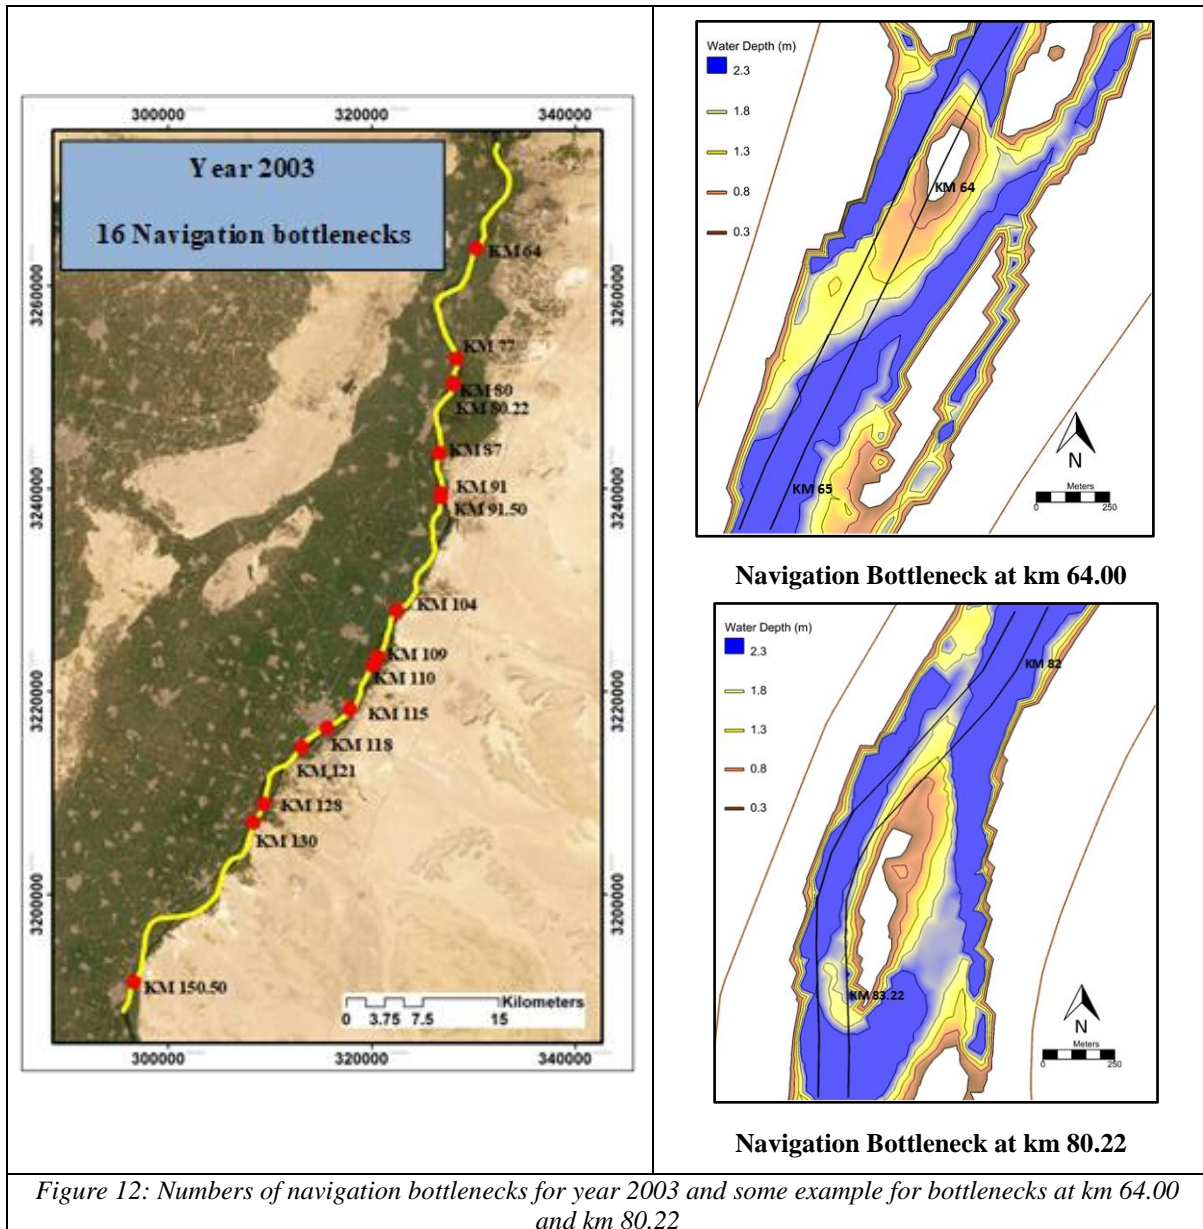 300000
320000
340000
Year 2003
16 Navigation bottlenecks
3260000
3240000
3220000
3200000
3260000
3240000
3220000
3200000
KM 64
KM 77
KM 80
KM 80.22
KM 87
KM 91
KM 91.50
KM 104
KM 109
KM 110
KM 115
KM 118
KM 121
KM 128
KM 130
KM 150.50
Kilometers
0 3.75 7.5 15
300000
320000
340000
Water Depth (m)
2.3
1.8
1.3
0.8
0.3
KM 64
KM 65
N
Meters
0 250
Navigation Bottleneck at km 64.00
Water Depth (m)
2.3
1.8
1.3
0.8
0.3
KM 82
KM 83.22
N
Meters
0 250
Navigation Bottleneck at km 80.22
Figure 12: Numbers of navigation bottlenecks for year 2003 and some example for bottlenecks at km 64.00
and km 80.22